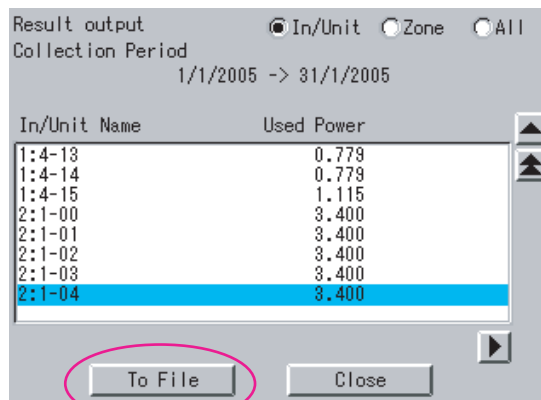 Result output In/Unit Zone All
Collection Period
1/1/2005 -> 31/1/2005
In/Unit Name Used Power
1:4-13 0.779
1:4-14 0.779
1:4-15 1.115
2:1-00 3.400
2:1-01 3.400
2:1-02 3.400
2:1-03 3.400
2:1-04 3.400
To File Close